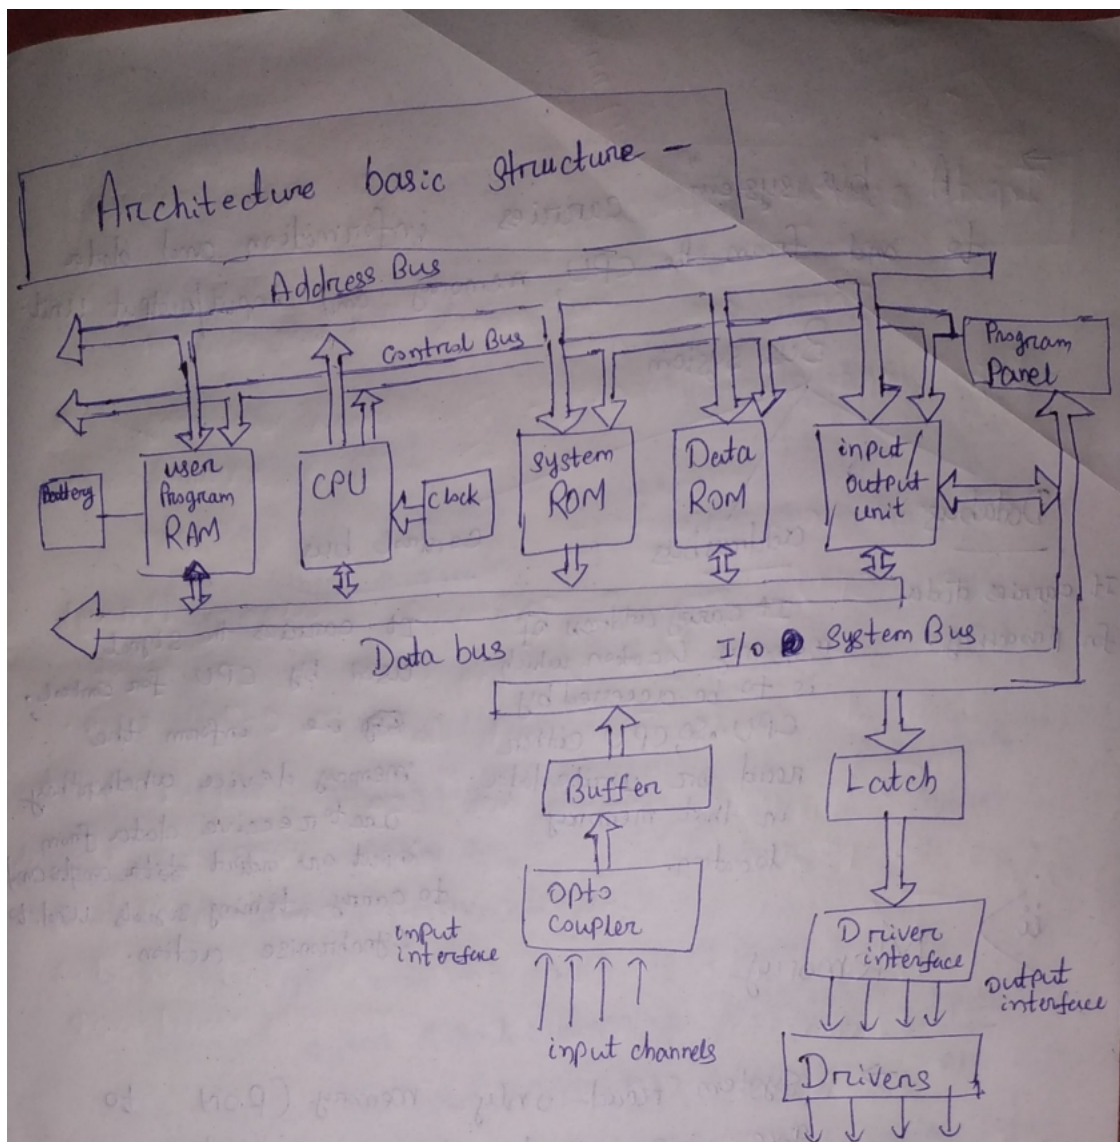 Architecture basic structure -
Address Bus
Control Bus
Program
Panel
Battery
user
Program
RAM
CPU
Clock
System
ROM
Data
ROM
input/
output
unit
Data bus
I/O System Bus
Buffer
Latch
Opto
Coupler
input
interface
Driver
interface
output
interface
input channels
Drivers